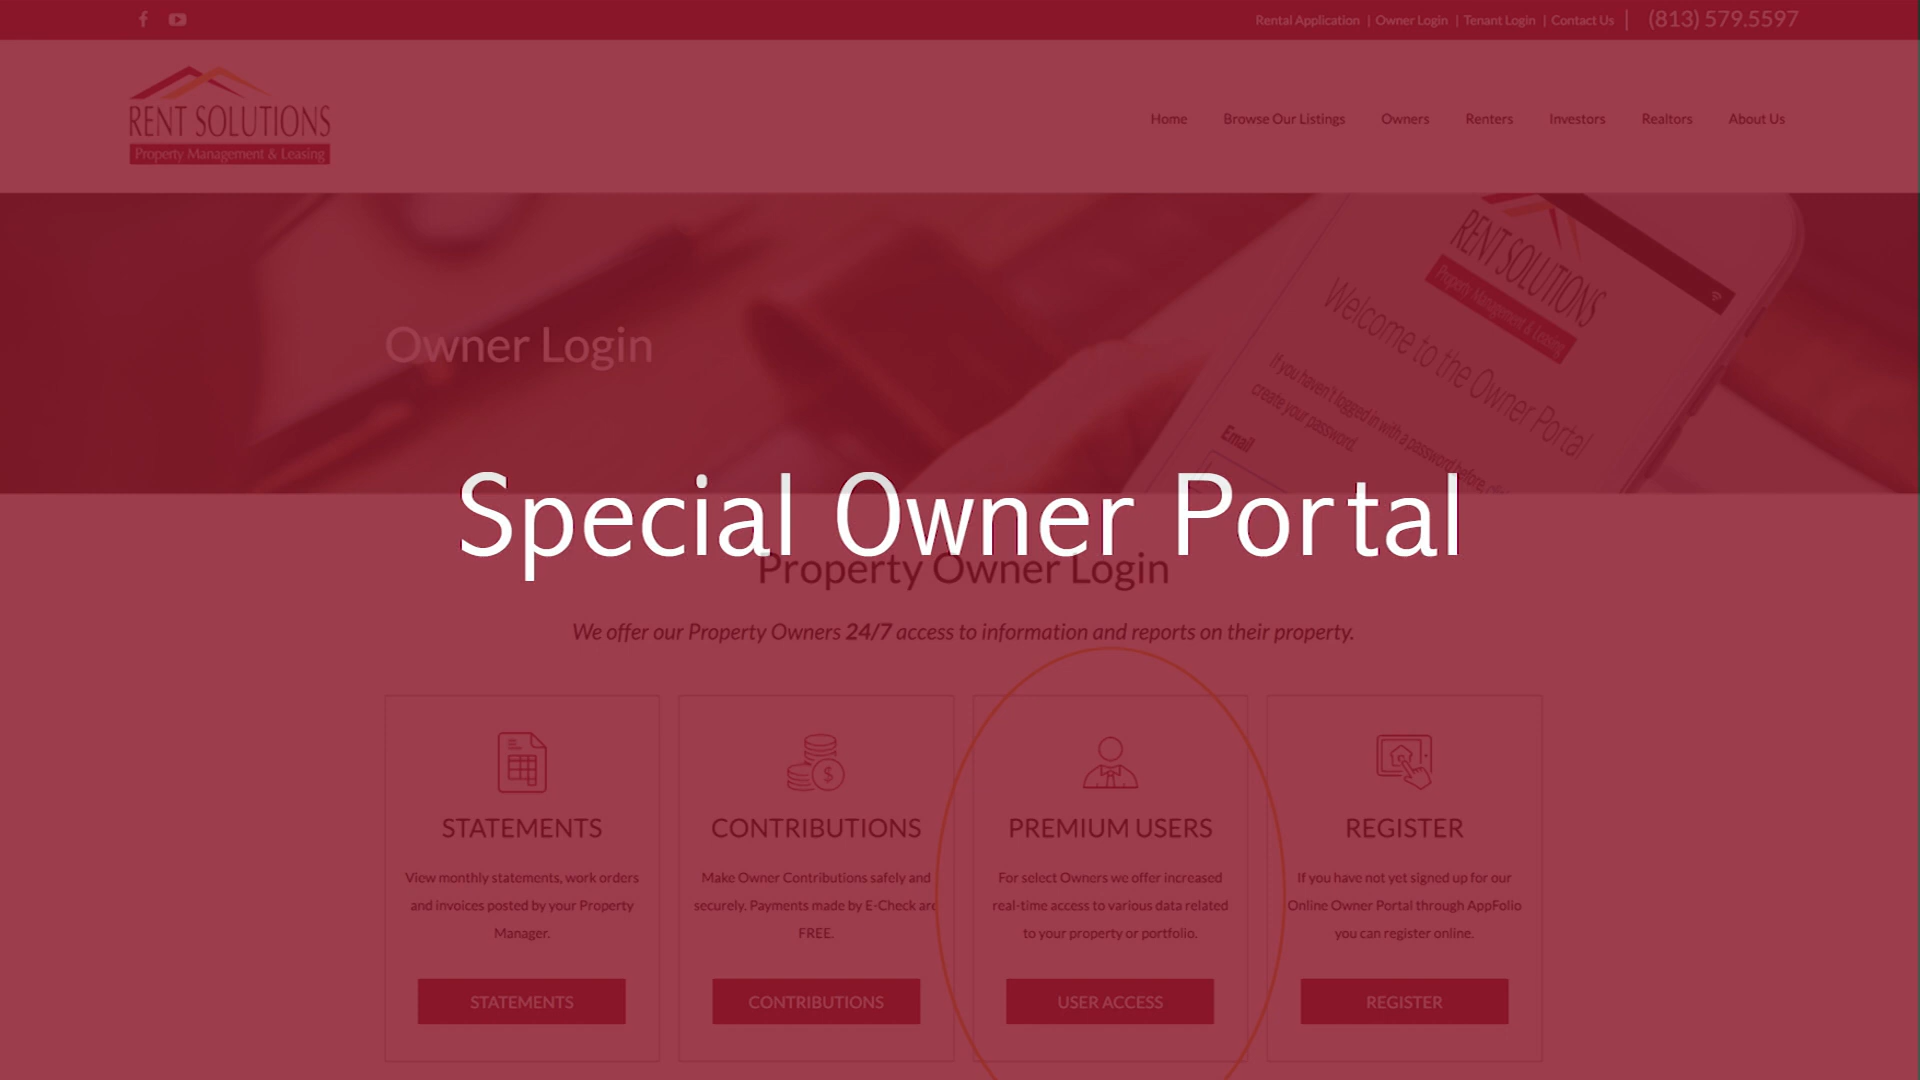 Rental Application | Owner Login | Tenant Login | Contact Us | (813) 579.5597
RENT SOLUTIONS
Property Management & Leasing
Home Browse Our Listings Owners Renters Investors Realtors About Us
RENT SOLUTIONS
Property Management & Leasing
Welcome to the Owner Portal
If you haven't logged in with a password before,
create your password.
Email
Owner Login
Special Owner Portal
Property Owner Login
We offer our Property Owners 24/7 access to information and reports on their property.
STATEMENTS
View monthly statements, work orders
and invoices posted by your Property
Manager.
STATEMENTS
CONTRIBUTIONS
Make Owner Contributions safely and
securely. Payments made by E-Check are
FREE.
CONTRIBUTIONS
PREMIUM USERS
For select Owners we offer increased
real-time access to various data related
to your property or portfolio.
USER ACCESS
REGISTER
If you have not yet signed up for our
Online Owner Portal through AppFolio
you can register online.
REGISTER